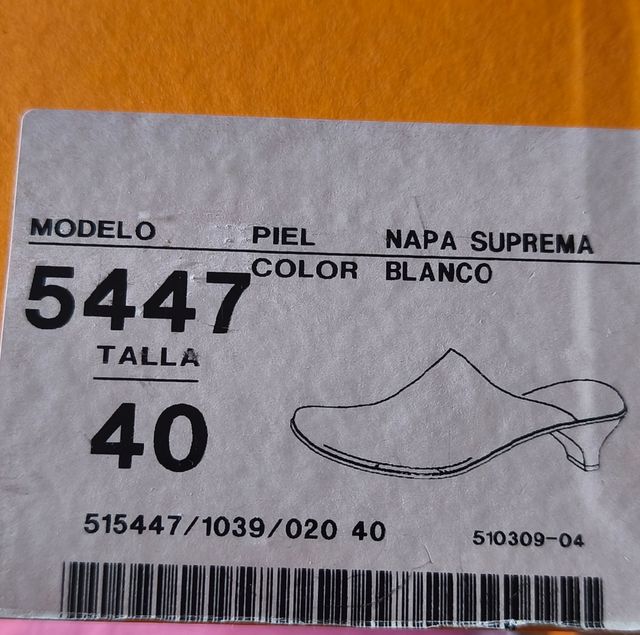 MODELO PIEL NAPA SUPREMA
5447 COLOR BLANCO
TALLA
40
515447/1039/020 40 510309-04